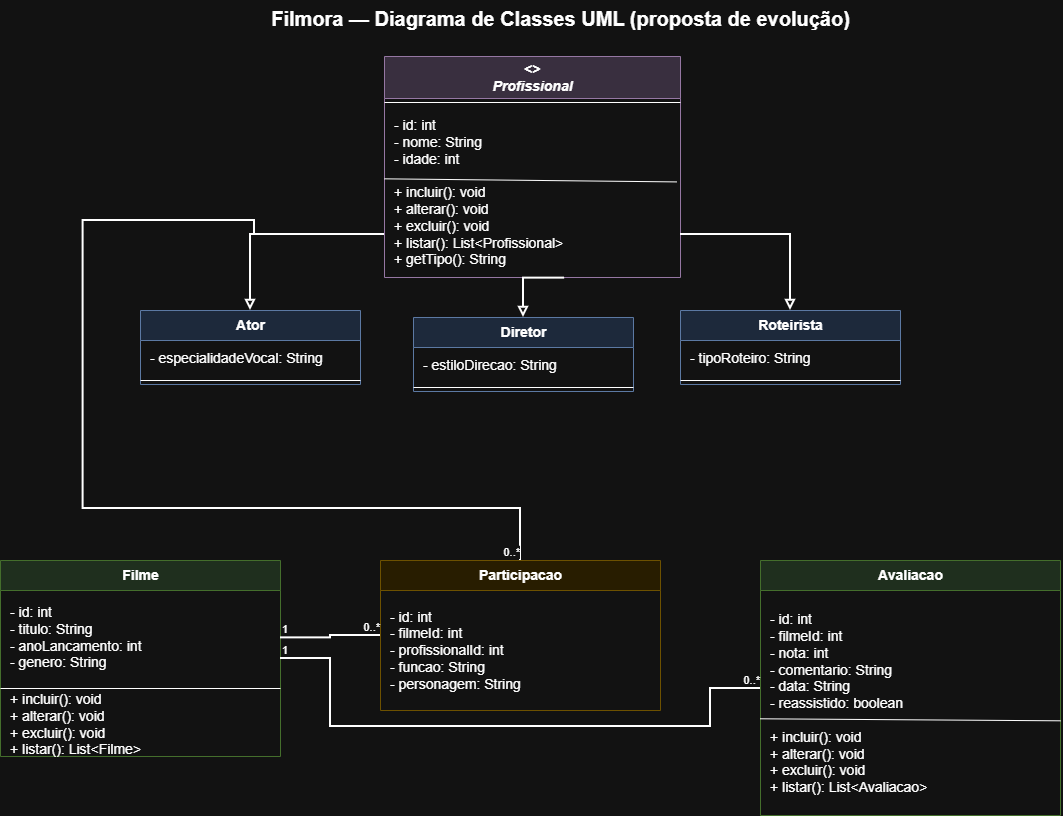 Filmora — Diagrama de Classes UML (proposta de evolução)
<>
Profissional
- id: int
- nome: String
- idade: int
+ incluir(): void
+ alterar(): void
+ excluir(): void
+ listar(): List<Profissional>
+ getTipo(): String
Ator
- especialidadeVocal: String
Diretor
- estiloDirecao: String
Roteirista
- tipoRoteiro: String
Filme
- id: int
- titulo: String
- anoLancamento: int
- genero: String
+ incluir(): void
+ alterar(): void
+ excluir(): void
+ listar(): List<Filme>
1
1
0..*
0..*
Participacao
- id: int
- filmeId: int
- profissionalId: int
- funcao: String
- personagem: String
0..*
Avaliacao
- id: int
- filmeId: int
- nota: int
- comentario: String
- data: String
- reassistido: boolean
+ incluir(): void
+ alterar(): void
+ excluir(): void
+ listar(): List<Avaliacao>